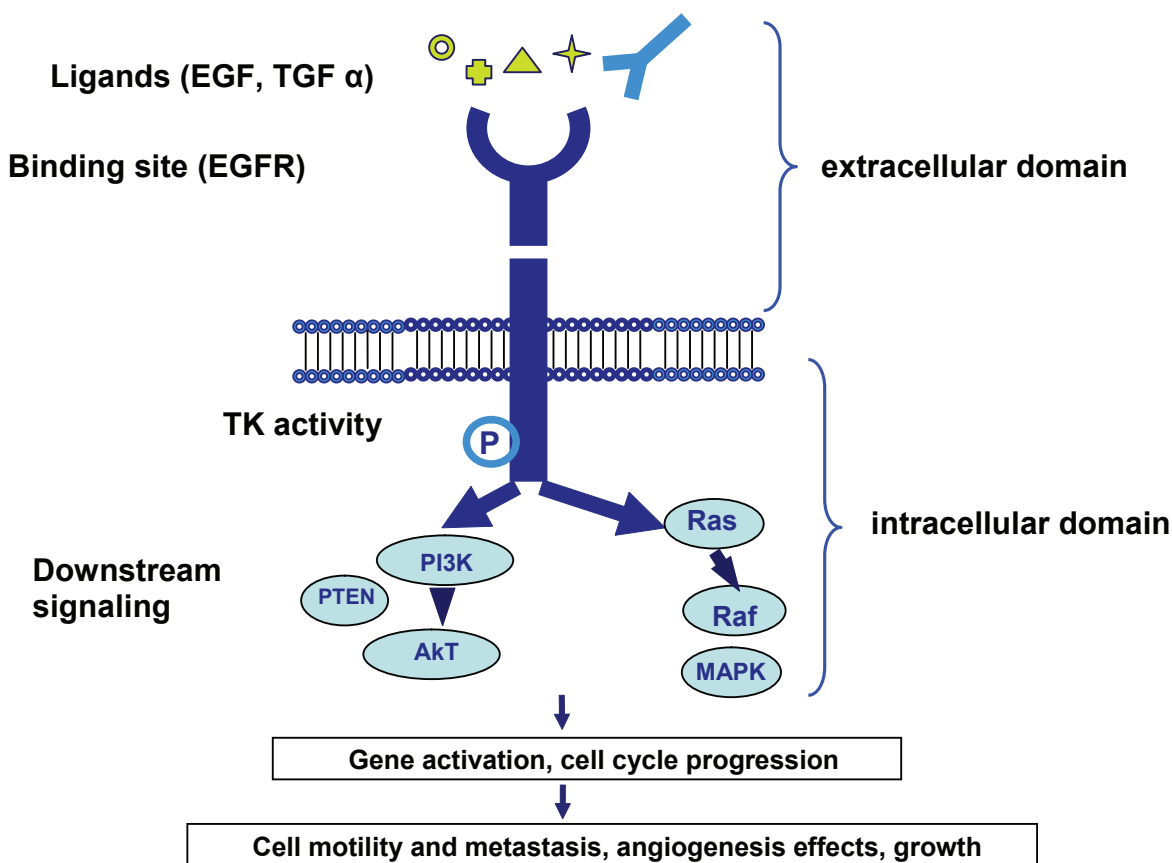 Ligands (EGF, TGF α)
Binding site (EGFR)
extracellular domain
TK activity
P
Ras
intracellular domain
PI3K
Downstream
signaling
PTEN
Raf
AkT
MAPK
Gene activation, cell cycle progression
Cell motility and metastasis, angiogenesis effects, growth